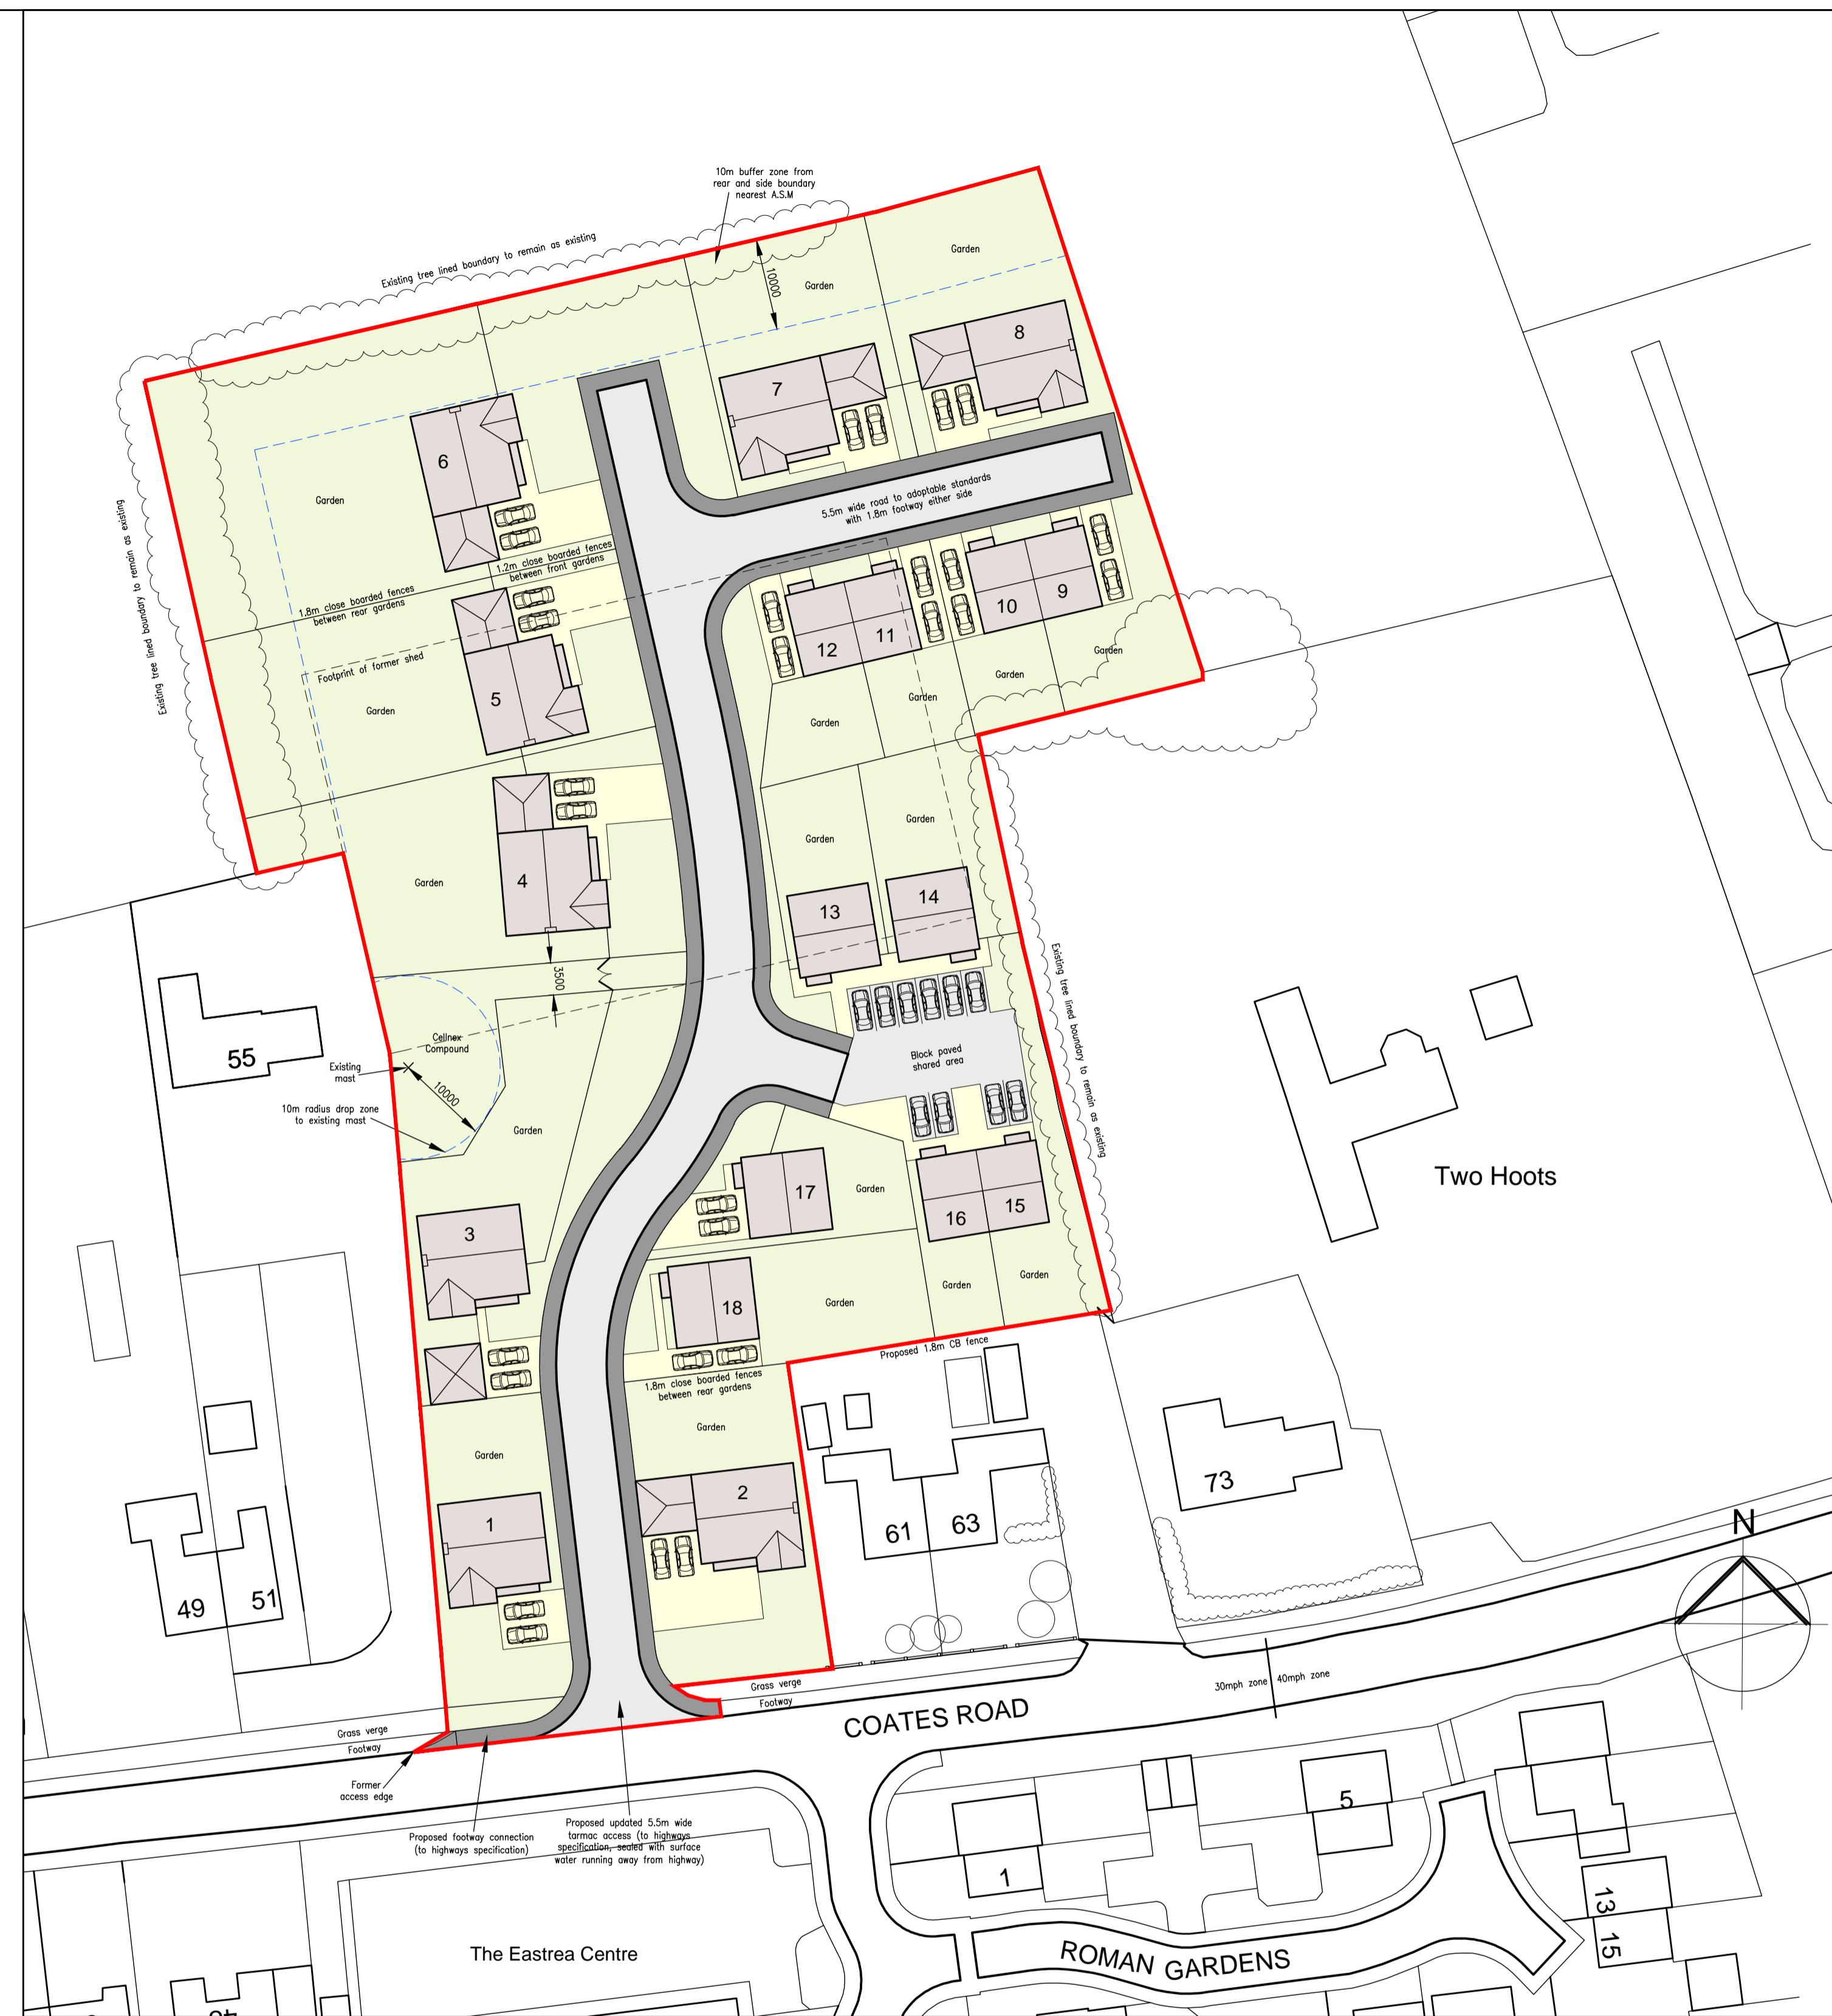 10m buffer zone from
rear and side boundary
nearest A.S.M
Existing tree lined boundary to remain as existing
10000
Garden
Garden
8
7
6
Garden
5.5m wide road to adoptable standards
with 1.8m footway either side
Existing tree lined boundary to remain as existing
1.2m close boarded fences
between front gardens
1.8m close boarded fences
between rear gardens
Footprint of former shed
5
Garden
12
11
10
9
Garden
Garden
Garden
Garden
4
Garden
Garden
Garden
13
14
3500
Existing tree lined boundary to remain as existing
55
Cellnex
Compound
Existing
mast
10000
10m radius drop zone
to existing mast
Garden
Block paved
shared area
Two Hoots
17
Garden
16
15
3
18
Garden
Garden
Garden
Proposed 1.8m CB fence
1.8m close boarded fences
between rear gardens
Garden
Garden
1
2
61
63
73
49
51
N
Grass verge
Footway
COATES ROAD
30mph zone
40mph zone
Grass verge
Footway
Former
access edge
Proposed footway connection
(to highways specification)
Proposed updated 5.5m wide
tarmac access (to highways
specification, sealed with surface
water running away from highway)
5
1
13
15
The Eastrea Centre
ROMAN GARDENS